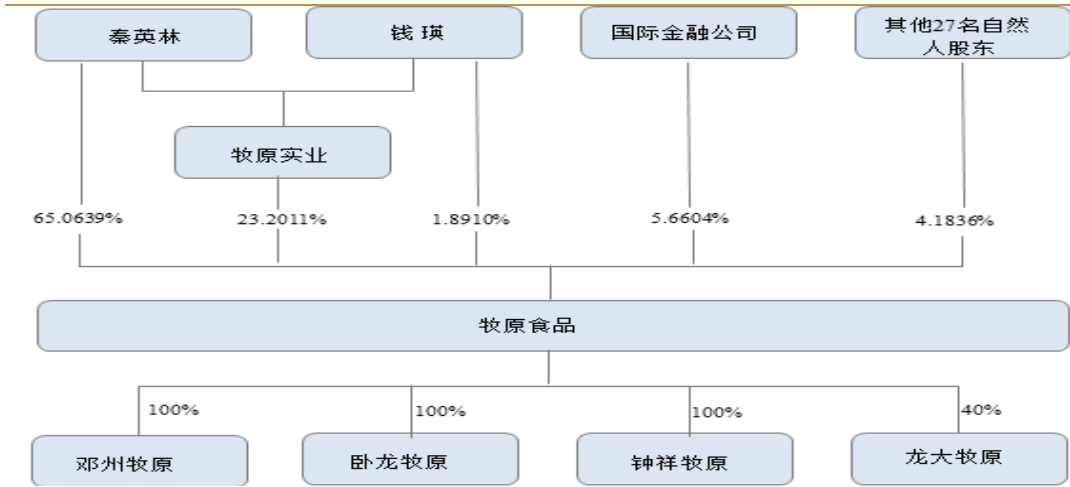 秦英林
钱 瑛
国际金融公司
其他27名自然
人股东
牧原实业
65.0639%
23.2011%
1.8910%
5.6604%
4.1836%
牧原食品
100%
100%
100%
40%
邓州牧原
卧龙牧原
钟祥牧原
龙大牧原